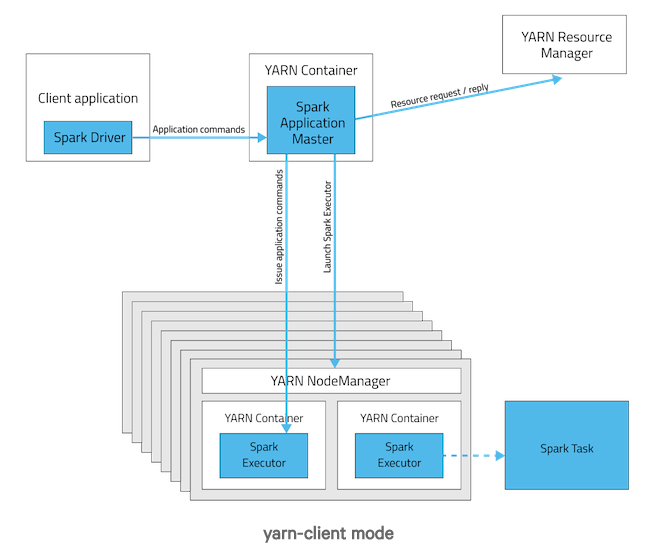 YARN Resource
Manager
YARN Container
Client application
Spark
Application
Master
Resource request / reply
Spark Driver
Application commands
Issue application commands
Launch Spark Executor
YARN NodeManager
YARN Container
YARN Container
Spark
Executor
Spark
Executor
Spark Task
yarn-client mode